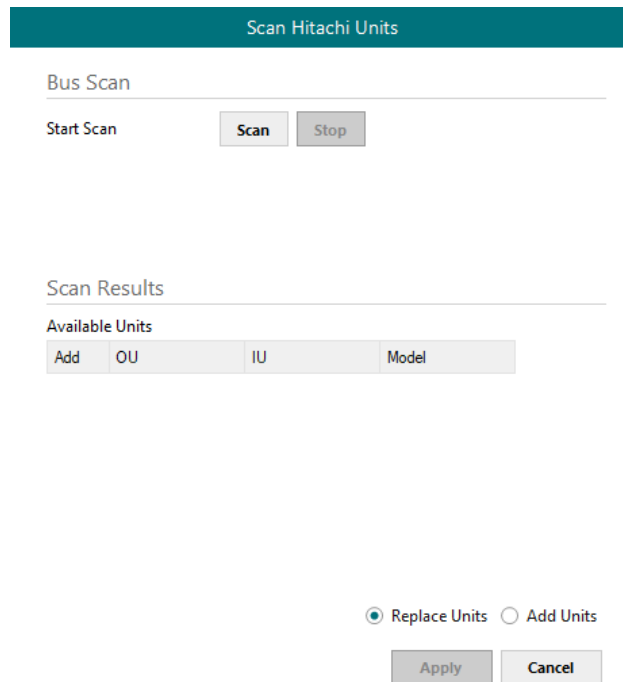 Scan Hitachi Units
Bus Scan
Start Scan Scan Stop
Scan Results
Available Units
Add OU IU Model
Replace Units Add Units
Apply Cancel